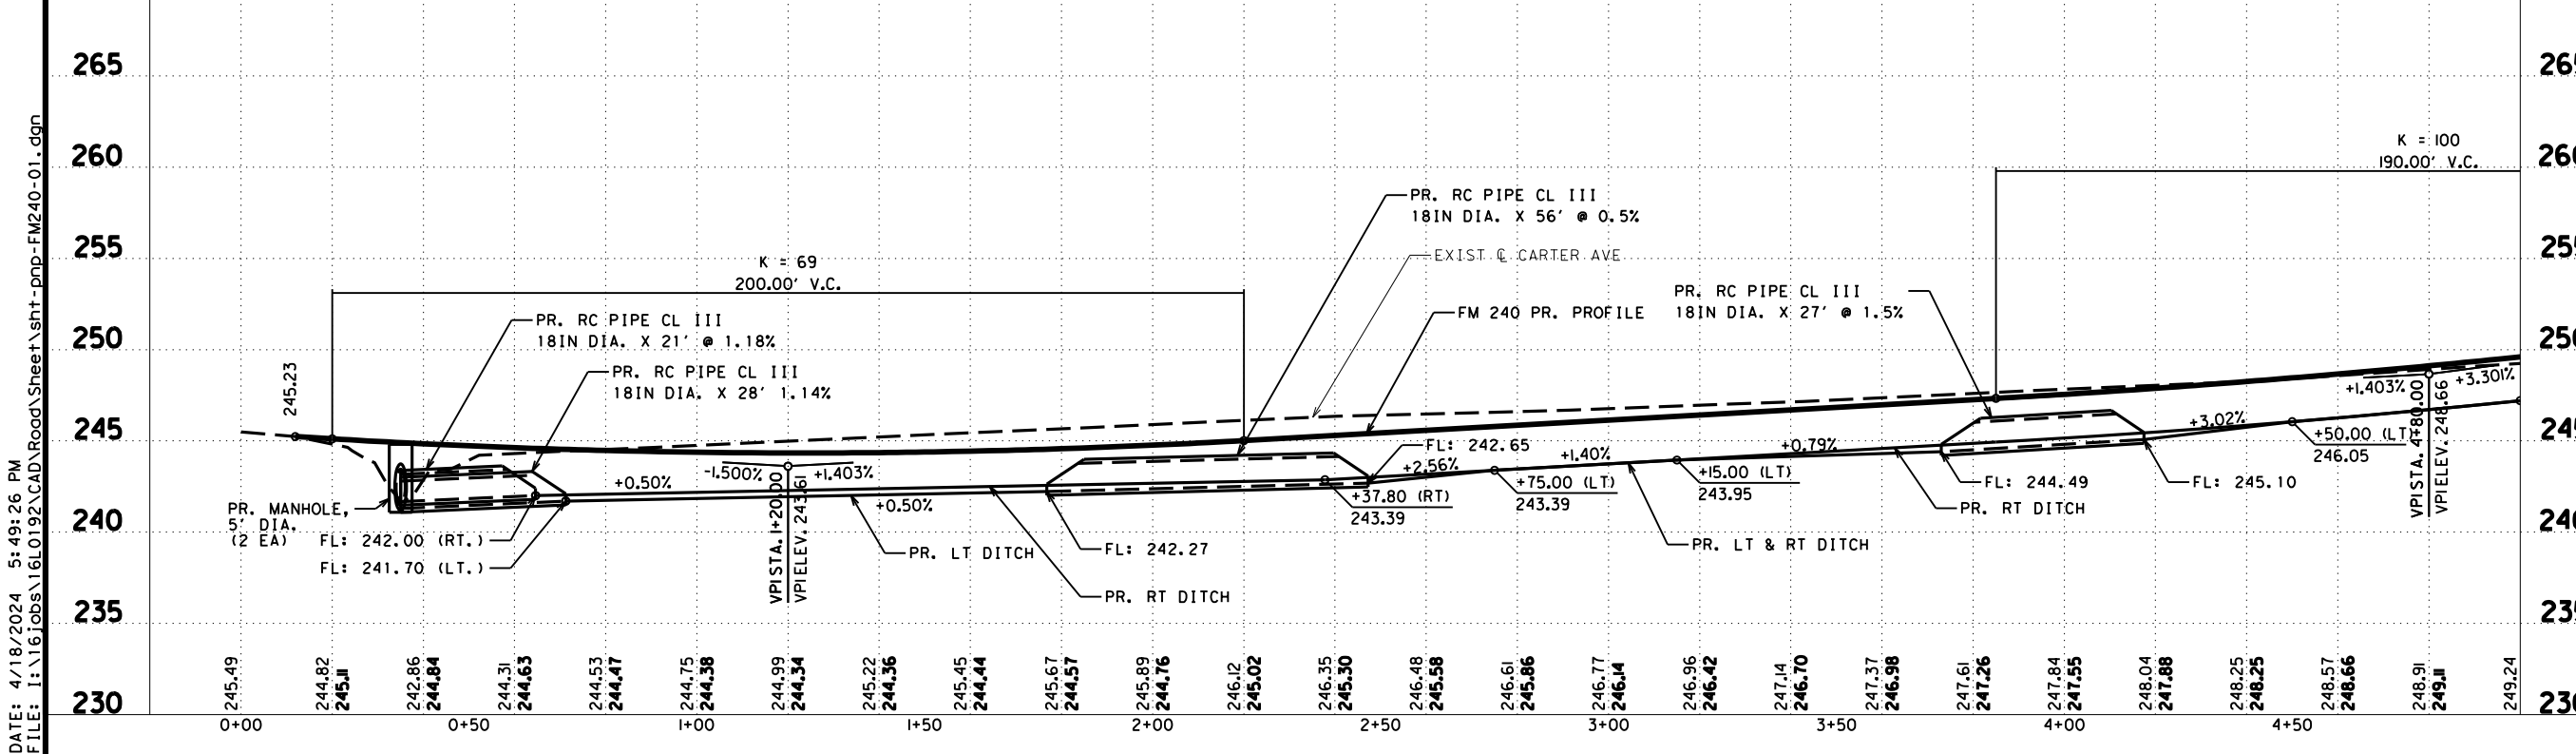 DATE: 4/18/2024 5:49:26 PM
FILE: I:\16jobs\16L0192\CAD\Road\Sheet\sht-pnp-FM240-01.dgn
265
260
255
250
245
240
235
230
K = 69
200.00' V.C.
K = 100
190.00' V.C.
PR. RC PIPE CL III
18IN DIA. X 56' @ 0.5%
EXIST ℄ CARTER AVE
FM 240 PR. PROFILE
PR. RC PIPE CL III
18IN DIA. X 27' @ 1.5%
PR. RC PIPE CL III
18IN DIA. X 21' @ 1.18%
PR. RC PIPE CL III
18IN DIA. X 28' 1.14%
245.23
PR. MANHOLE,
5' DIA.
(2 EA)
FL: 242.00 (RT.)
FL: 241.70 (LT.)
+0.50%
-1.500%
+1.403%
VPISTA. 1+20.00
VPIELEV. 243.61
+0.50%
PR. LT DITCH
PR. RT DITCH
FL: 242.27
FL: 242.65
+2.56%
+37.80 (RT)
243.39
+75.00 (LT)
243.39
+1.40%
+15.00 (LT)
243.95
PR. LT & RT DITCH
+0.79%
FL: 244.49
PR. RT DITCH
FL: 245.10
+3.02%
+50.00 (LT)
246.05
+1.403%
+3.301%
VPISTA. 4+80.00
VPIELEV. 248.66
245.49
244.82
245.11
242.86
244.84
244.31
244.63
244.53
244.47
244.75
244.38
244.99
244.34
245.22
244.36
245.45
244.44
245.67
244.57
245.89
244.76
246.12
245.02
246.35
245.30
246.48
245.58
246.61
245.86
246.77
246.14
246.96
246.42
247.14
246.70
247.37
246.98
247.61
247.26
247.84
247.55
248.04
247.88
248.25
248.25
248.57
248.66
248.91
249.11
249.24
0+00
0+50
1+00
1+50
2+00
2+50
3+00
3+50
4+00
4+50